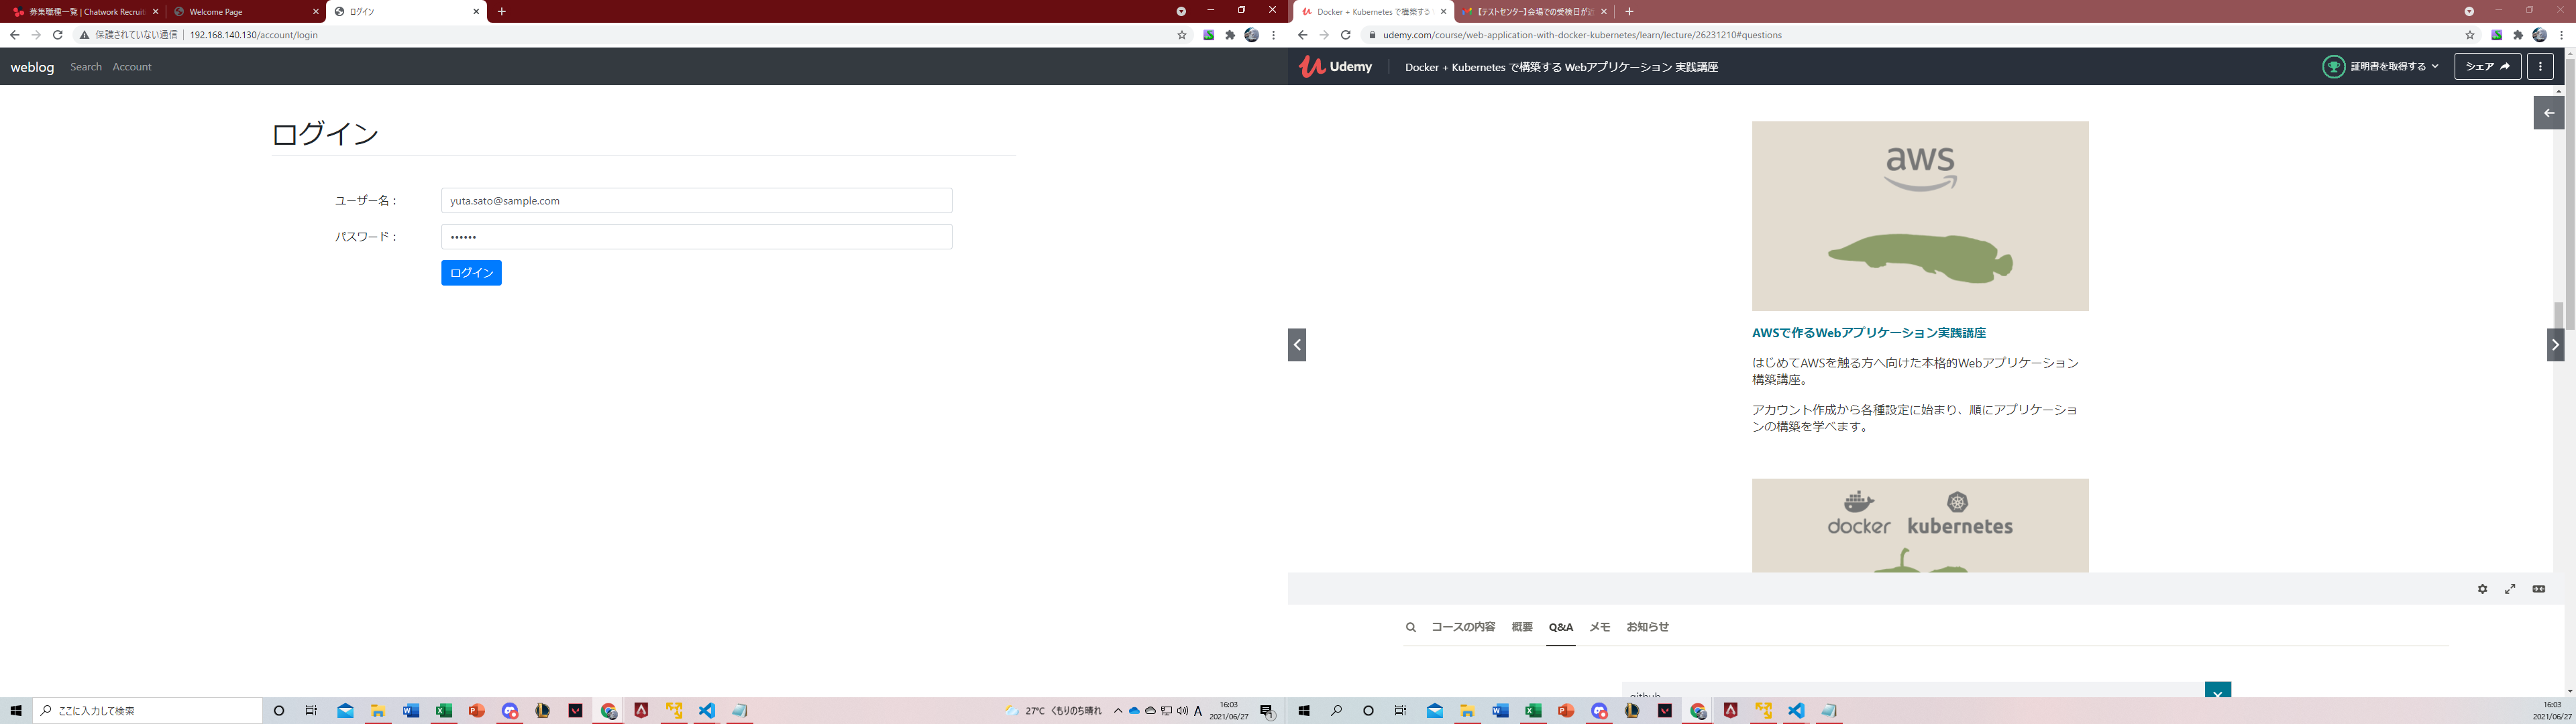 募集職種一覧 | Chatwork Recruit
Welcome Page
ログイン
保護されていない通信 | 192.168.140.130/account/login
weblog Search Account
ログイン
ユーザー名：
yuta.sato@sample.com
パスワード：
••••••
ログイン
ここに入力して検索
27°C くもりのち晴れ
A
16:03
2021/06/27
Docker + Kubernetes で構築する
【テストセンター】会場での受検日が近
udemy.com/course/web-application-with-docker-kubernetes/learn/lecture/26231210#questions
Udemy
Docker + Kubernetes で構築する Webアプリケーション 実践講座
証明書を取得する
シェア
aws
AWSで作るWebアプリケーション実践講座
はじめてAWSを触る方へ向けた本格的Webアプリケーション
構築講座。
アカウント作成から各種設定に始まり、順にアプリケーショ
ンの構築を学べます。
docker kubernetes
コースの内容 概要 Q&A メモ お知らせ
github
16:03
2021/06/27